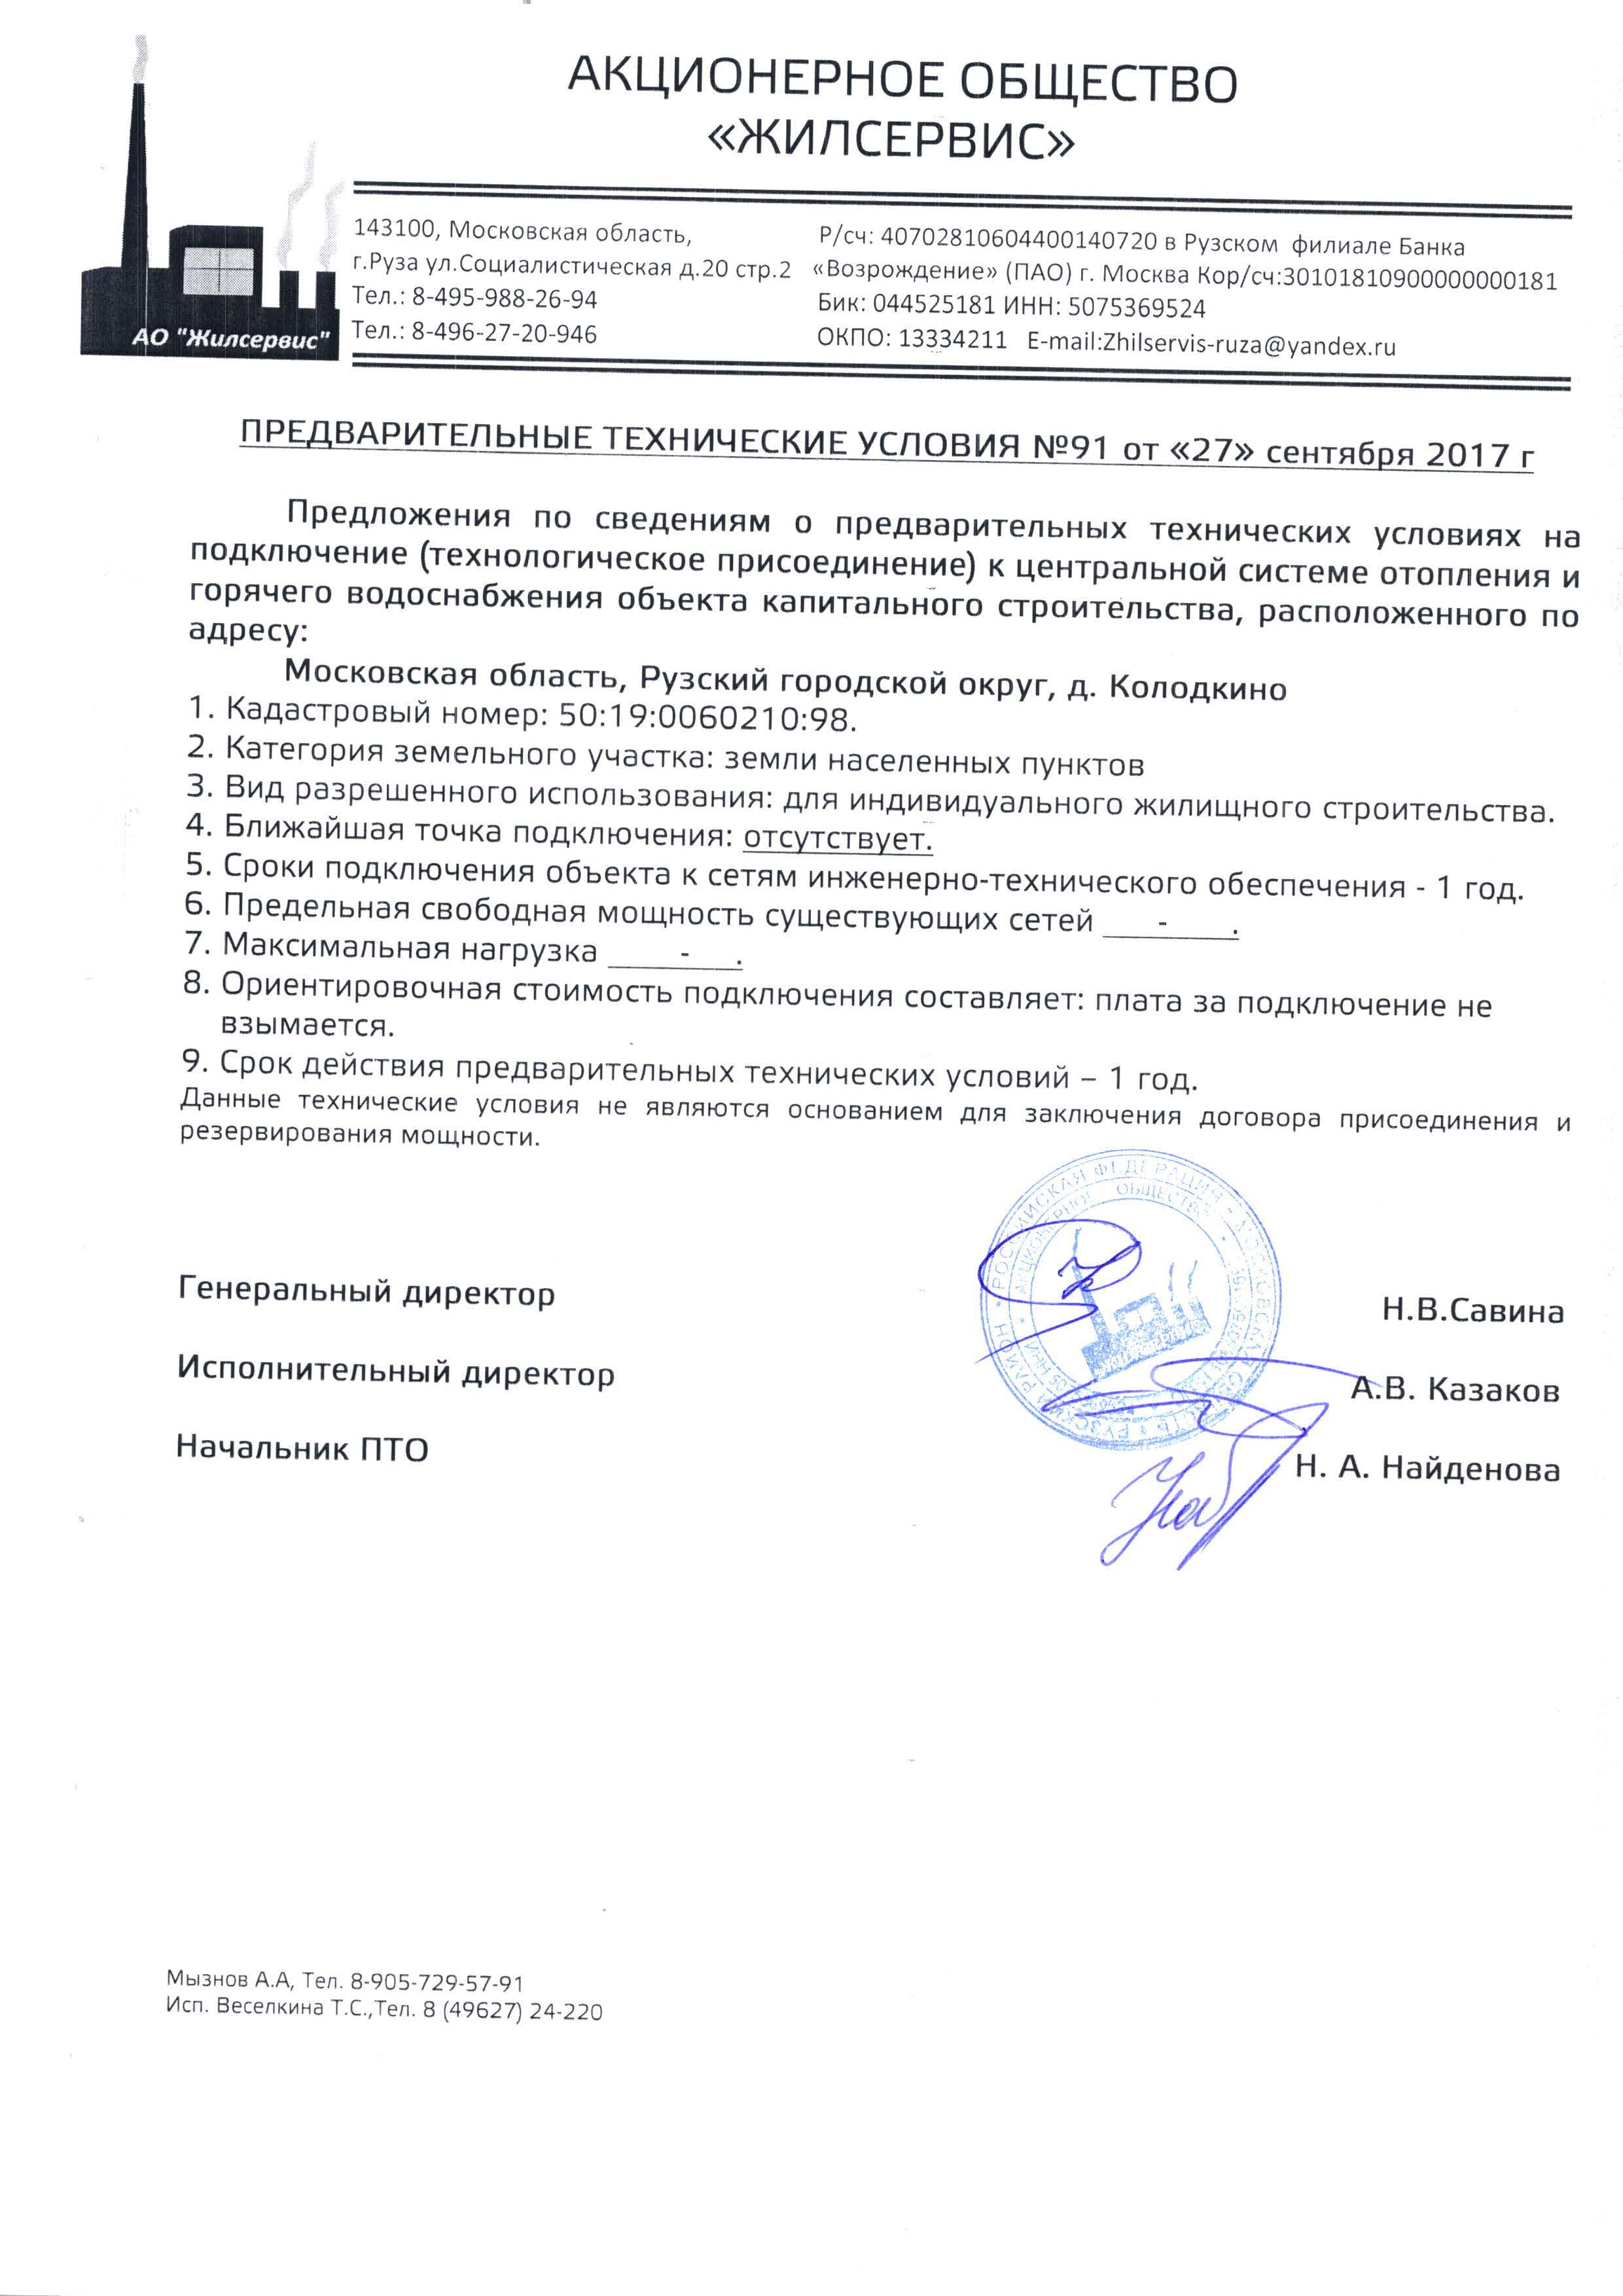 АКЦИОНЕРНОЕ ОБЩЕСТВО
«ЖИЛСЕРВИС»
АО "Жилсервис"
143100, Московская область,
г.Руза ул.Социалистическая д.20 стр.2
Тел.: 8-495-988-26-94
Тел.: 8-496-27-20-946
Р/сч: 40702810604400140720 в Рузском филиале Банка
«Возрождение» (ПАО) г. Москва Кор/сч:30101810900000000181
Бик: 044525181 ИНН: 5075369524
ОКПО: 13334211 E-mail:Zhilservis-ruza@yandex.ru
ПРЕДВАРИТЕЛЬНЫЕ ТЕХНИЧЕСКИЕ УСЛОВИЯ №91 от «27» сентября 2017 г
Предложения по сведениям о предварительных технических условиях на
подключение (технологическое присоединение) к центральной системе отопления и
горячего водоснабжения объекта капитального строительства, расположенного по
адресу:
Московская область, Рузский городской округ, д. Колодкино
1. Кадастровый номер: 50:19:0060210:98.
2. Категория земельного участка: земли населенных пунктов
3. Вид разрешенного использования: для индивидуального жилищного строительства.
4. Ближайшая точка подключения: отсутствует.
5. Сроки подключения объекта к сетям инженерно-технического обеспечения - 1 год.
6. Предельная свободная мощность существующих сетей ___-____.
7. Максимальная нагрузка ____-___.
8. Ориентировочная стоимость подключения составляет: плата за подключение не
взымается.
9. Срок действия предварительных технических условий – 1 год.
Данные технические условия не являются основанием для заключения договора присоединения и
резервирования мощности.
РОССИЙСКАЯ ФЕДЕРАЦИЯ
Генеральный директор
Н.В.Савина
Исполнительный директор
А.В. Казаков
Начальник ПТО
Н. А. Найденова
Мызнов А.А, Тел. 8-905-729-57-91
Исп. Веселкина Т.С.,Тел. 8 (49627) 24-220